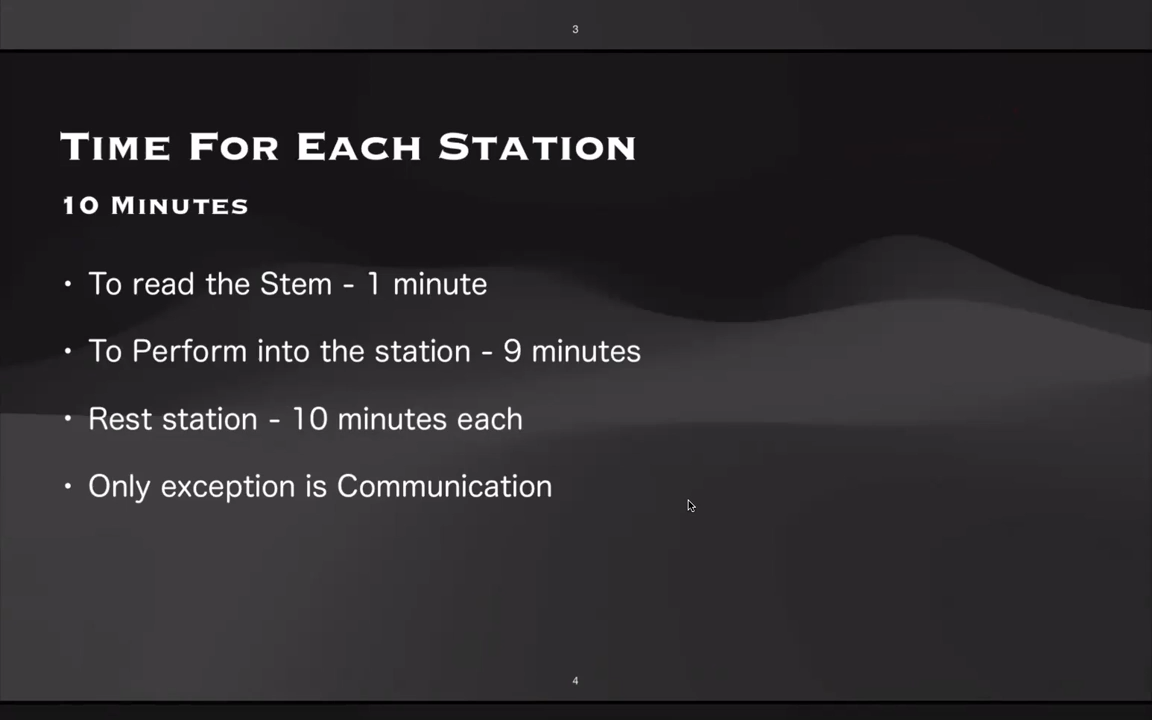 3
Time For Each Station
10 Minutes
• To read the Stem - 1 minute
• To Perform into the station - 9 minutes
• Rest station - 10 minutes each
• Only exception is Communication
4